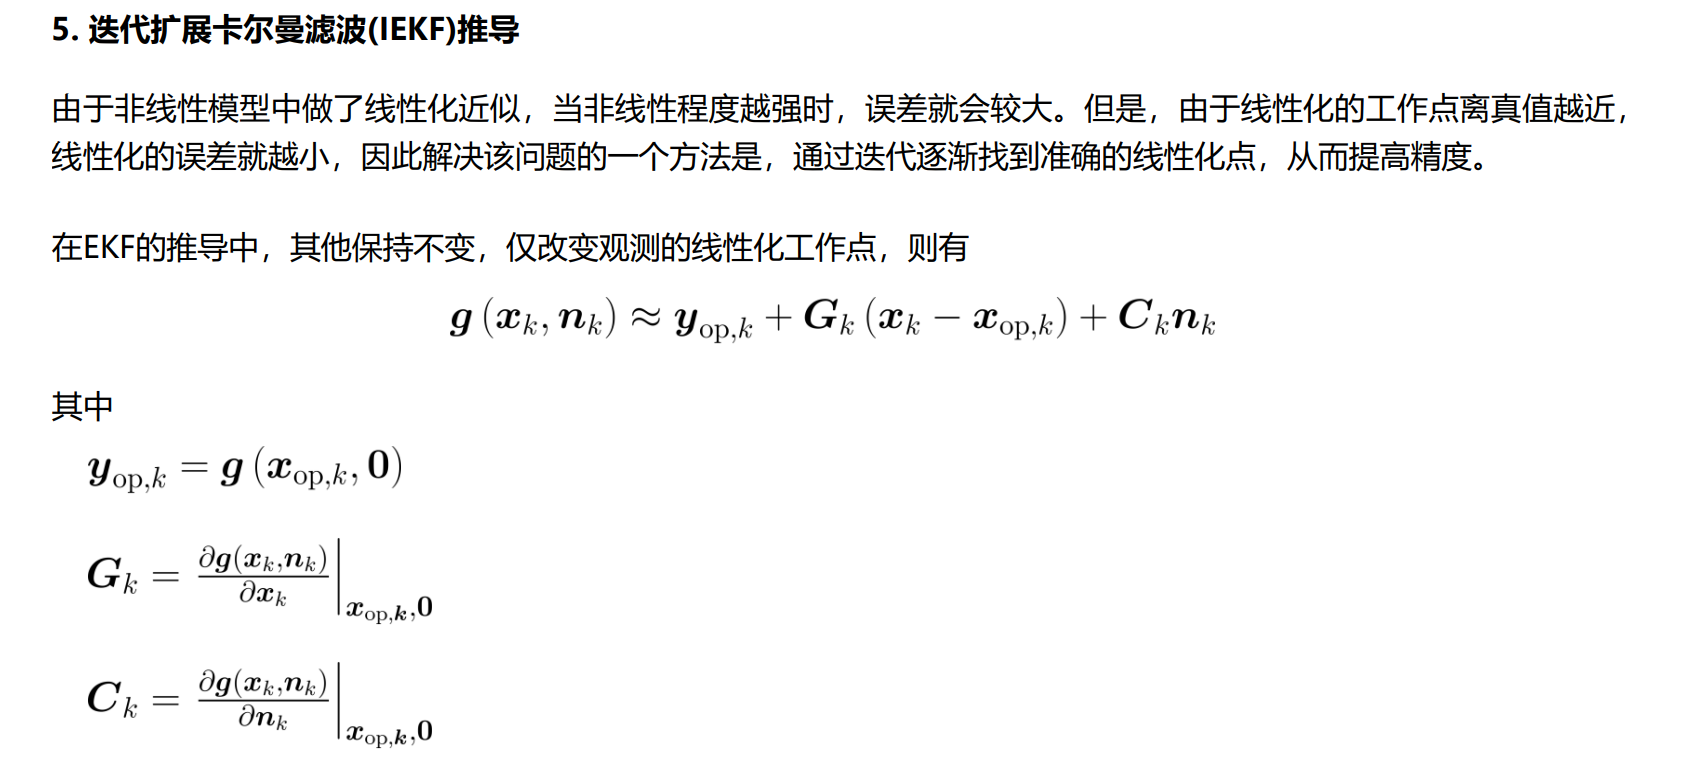 5. 迭代扩展卡尔曼滤波(IEKF)推导
由于非线性模型中做了线性化近似，当非线性程度越强时，误差就会较大。但是，由于线性化的工作点离真值越近，
线性化的误差就越小，因此解决该问题的一个方法是，通过迭代逐渐找到准确的线性化点，从而提高精度。
在EKF的推导中，其他保持不变，仅改变观测的线性化工作点，则有
$\boldsymbol{g}\left(\boldsymbol{x}_k, \boldsymbol{n}_k\right) \approx \boldsymbol{y}_{\mathrm{op},k} + \boldsymbol{G}_k\left(\boldsymbol{x}_k - \boldsymbol{x}_{\mathrm{op},k}\right) + \boldsymbol{C}_k\boldsymbol{n}_k$
其中
$\boldsymbol{y}_{\mathrm{op},k} = \boldsymbol{g}\left(\boldsymbol{x}_{\mathrm{op},k}, \boldsymbol{0}\right)$
$\boldsymbol{G}_k = \left.\frac{\partial \boldsymbol{g}(\boldsymbol{x}_k,\boldsymbol{n}_k)}{\partial \boldsymbol{x}_k}\right|_{\boldsymbol{x}_{\mathrm{op},\boldsymbol{k}},\boldsymbol{0}}$
$\boldsymbol{C}_k = \left.\frac{\partial \boldsymbol{g}(\boldsymbol{x}_k,\boldsymbol{n}_k)}{\partial \boldsymbol{n}_k}\right|_{\boldsymbol{x}_{\mathrm{op},\boldsymbol{k}},\boldsymbol{0}}$